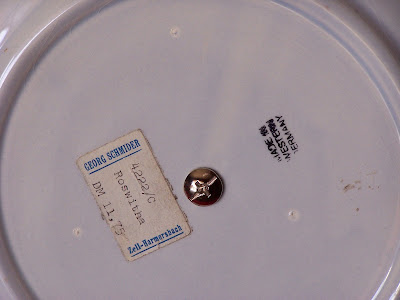 GEORG SCHMIDER
4222/C
Roswitha
DM 11,75
Zell-Harmersbach
MADE IN
WESTERN
GERMANY